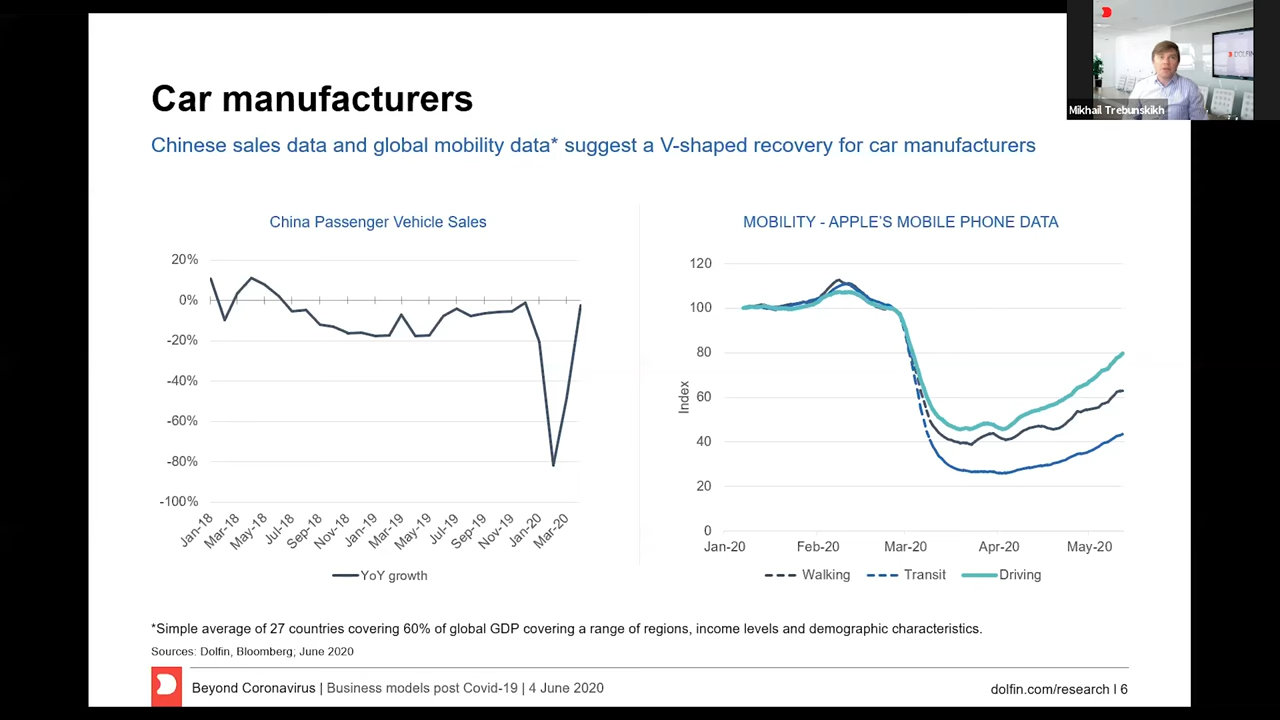 DOLFIN
Mikhail Trebunskikh
Car manufacturers
Chinese sales data and global mobility data* suggest a V-shaped recovery for car manufacturers
China Passenger Vehicle Sales
20%
0%
-20%
-40%
-60%
-80%
-100%
Jan-18
Mar-18
May-18
Jul-18
Sep-18
Nov-18
Jan-19
Mar-19
May-19
Jul-19
Sep-19
Nov-19
Jan-20
Mar-20
YoY growth
MOBILITY - APPLE'S MOBILE PHONE DATA
Index
120
100
80
60
40
20
0
Jan-20
Feb-20
Mar-20
Apr-20
May-20
Walking
Transit
Driving
*Simple average of 27 countries covering 60% of global GDP covering a range of regions, income levels and demographic characteristics.
Sources: Dolfin, Bloomberg; June 2020
Beyond Coronavirus | Business models post Covid-19 | 4 June 2020
dolfin.com/research I 6